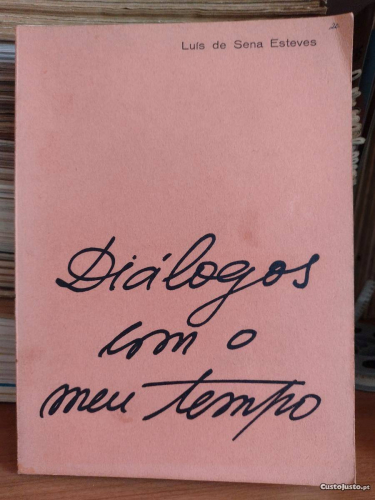 Luís de Sena Esteves
Diálogos
com o
meu tempo
CustoJusto.pt